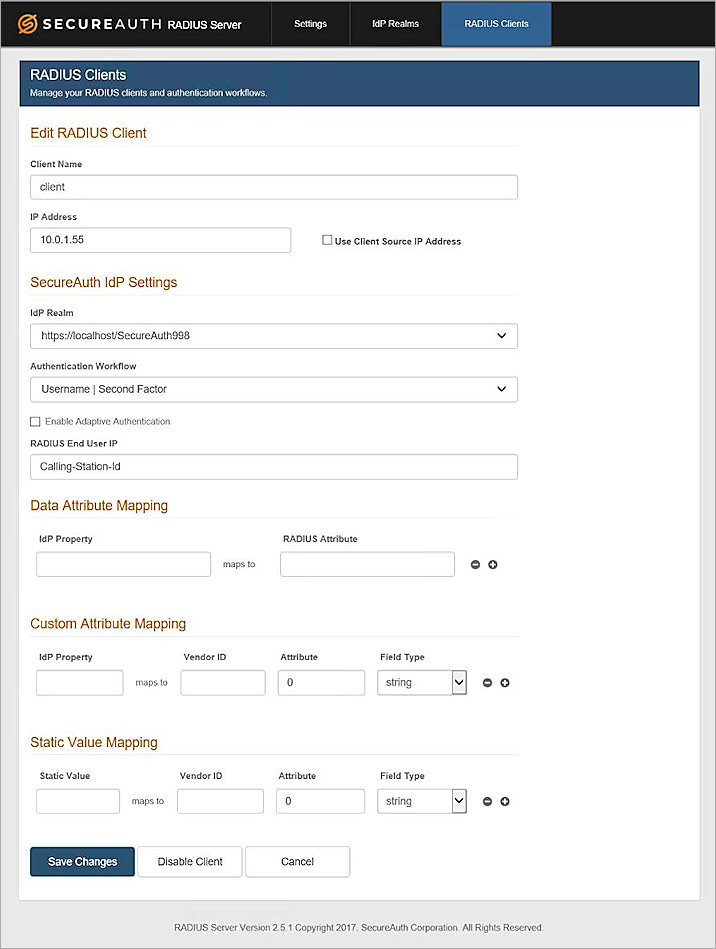 SECUREAUTH RADIUS Server Settings IdP Realms RADIUS Clients
RADIUS Clients
Manage your RADIUS clients and authentication workflows.
Edit RADIUS Client
Client Name
client
IP Address
10.0.1.55 Use Client Source IP Address
SecureAuth IdP Settings
IdP Realm
https://localhost/SecureAuth998
Authentication Workflow
Username | Second Factor
Enable Adaptive Authentication
RADIUS End User IP
Calling-Station-Id
Data Attribute Mapping
IdP Property RADIUS Attribute
maps to
Custom Attribute Mapping
IdP Property Vendor ID Attribute Field Type
maps to 0 string
Static Value Mapping
Static Value Vendor ID Attribute Field Type
maps to 0 string
Save Changes Disable Client Cancel
RADIUS Server Version 2.5.1 Copyright 2017, SecureAuth Corporation. All Rights Reserved.